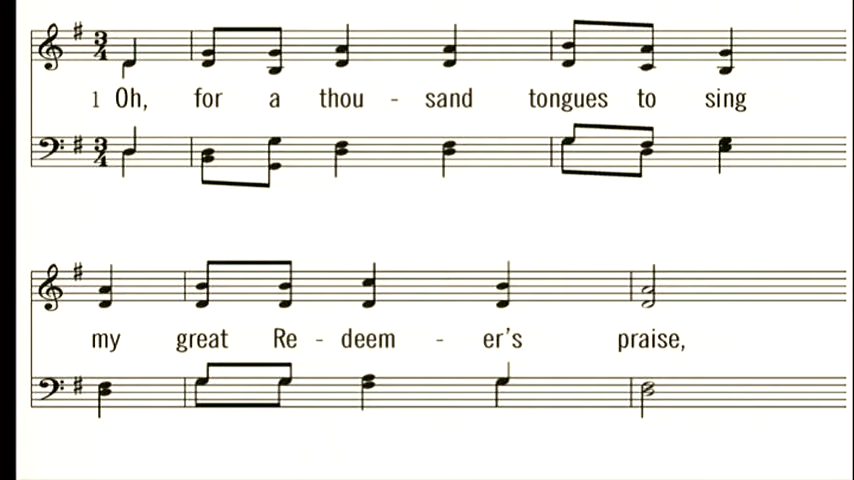 1 Oh, for a thou - sand tongues to sing
my great Re - deem - er's praise,